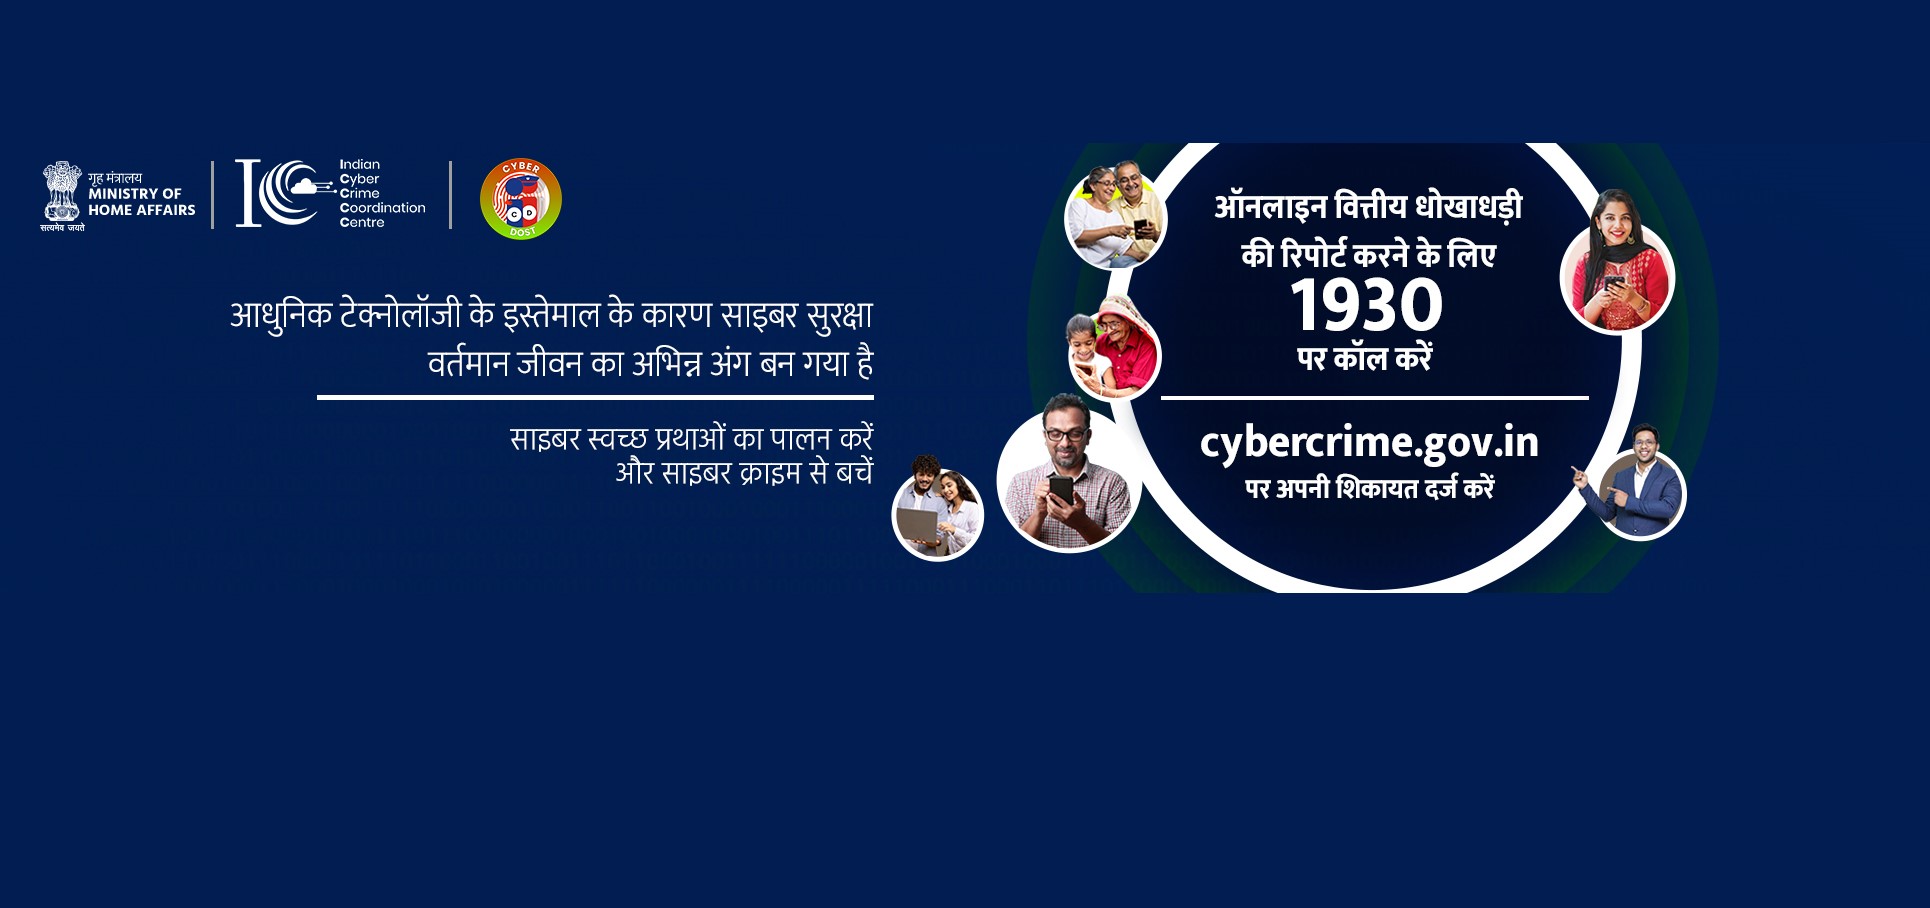 गृह मंत्रालय
MINISTRY OF
HOME AFFAIRS
सत्यमेव जयते
Indian
Cyber
Crime
Coordination
Centre
CYBER
CD
DOST
आधुनिक टेक्नोलॉजी के इस्तेमाल के कारण साइबर सुरक्षा
वर्तमान जीवन का अभिन्न अंग बन गया है
साइबर स्वच्छ प्रथाओं का पालन करें
और साइबर क्राइम से बचें
ऑनलाइन वित्तीय धोखाधड़ी
की रिपोर्ट करने के लिए
1930
पर कॉल करें
cybercrime.gov.in
पर अपनी शिकायत दर्ज करें